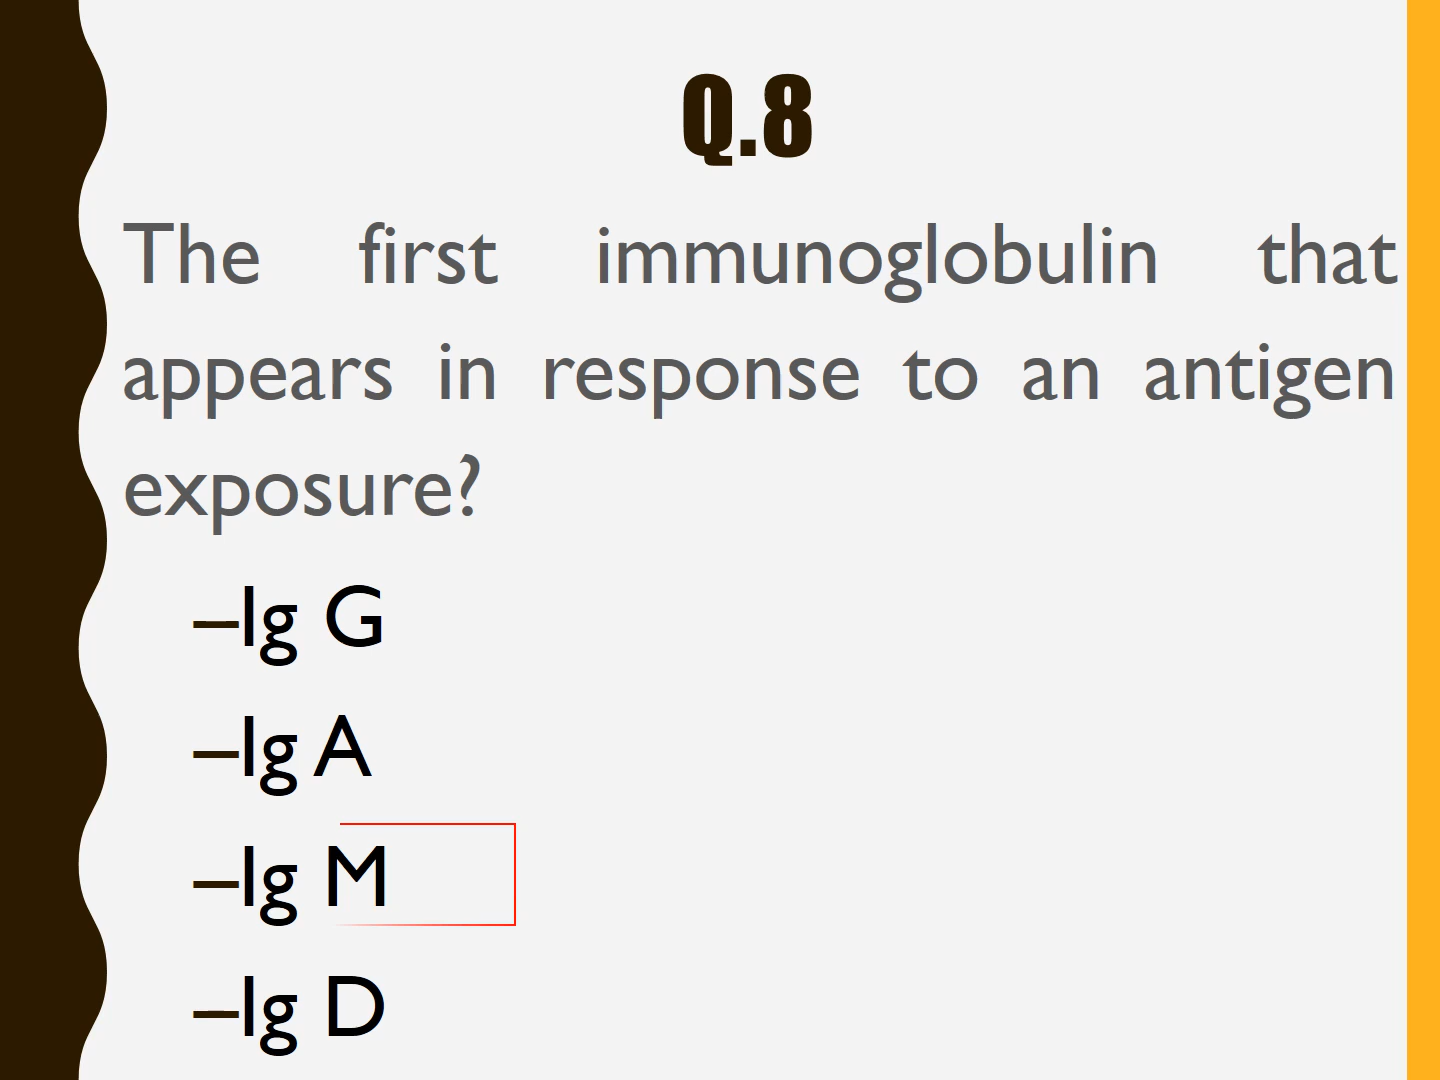 Q.8
The first immunoglobulin that
appears in response to an antigen
exposure?
–Ig G
–Ig A
–Ig M
–Ig D